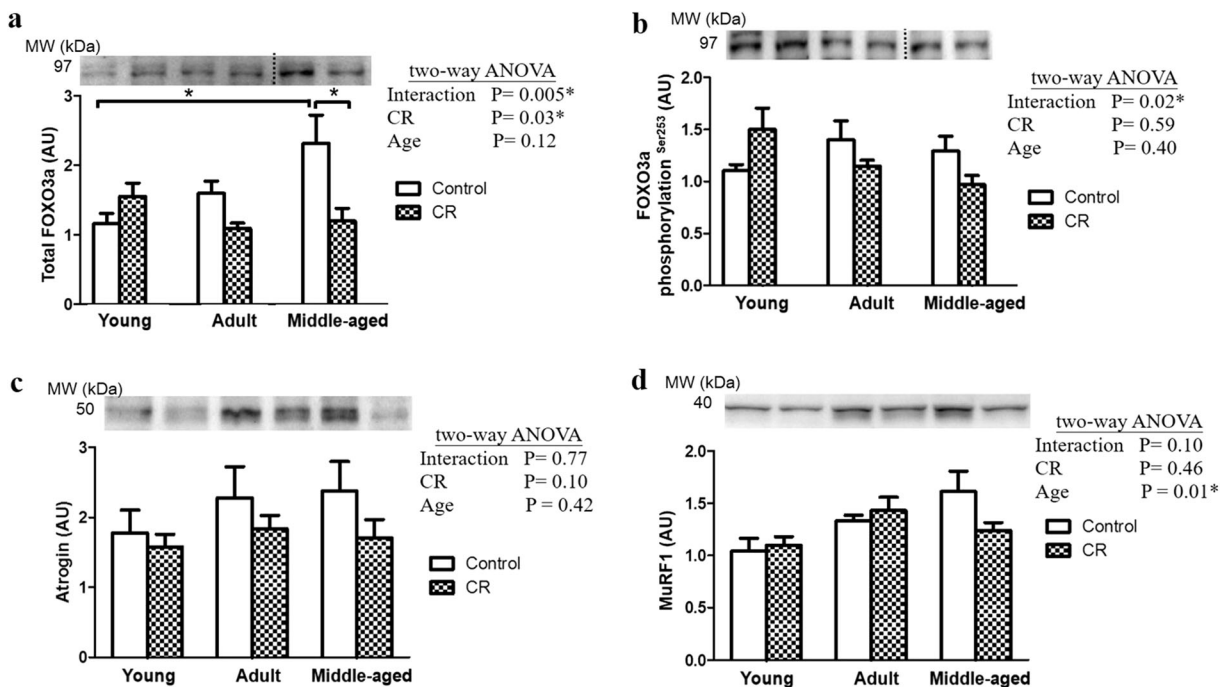 a
MW (kDa)
97
two-way ANOVA
Interaction P= 0.005*
CR P= 0.03*
Age P= 0.12
* *
3
2
1
0
Total FOXO3a (AU)
Control
CR
Young Adult Middle-aged
b
MW (kDa)
97
two-way ANOVA
Interaction P= 0.02*
CR P= 0.59
Age P= 0.40
2.0
1.5
1.0
0.5
0.0
FOXO3a
phosphorylation Ser253 (AU)
Control
CR
Young Adult Middle-aged
c
MW (kDa)
50
two-way ANOVA
Interaction P= 0.77
CR P= 0.10
Age P = 0.42
3
2
1
0
Atrogin (AU)
Control
CR
Young Adult Middle-aged
d
MW (kDa)
40
two-way ANOVA
Interaction P= 0.10
CR P= 0.46
Age P = 0.01*
2.0
1.5
1.0
0.5
0.0
MuRF1 (AU)
Control
CR
Young Adult Middle-aged